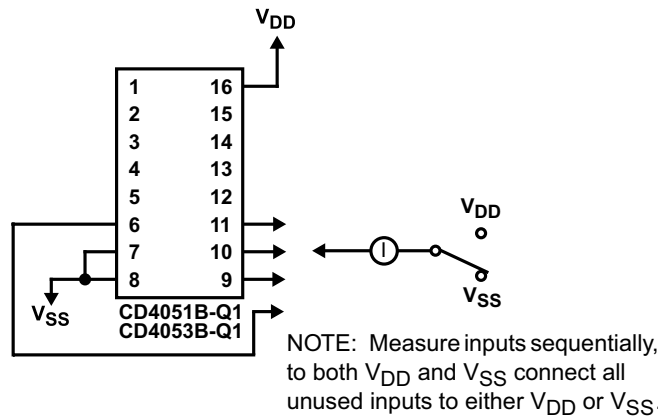 VDD
1 16
2 15
3 14
4 13
5 12
6 11
7 10
8 9
VSS
CD4051B-Q1
CD4053B-Q1
I
VDD
VSS
NOTE: Measure inputs sequentially,
to both VDD and VSS connect all
unused inputs to either VDD or VSS.